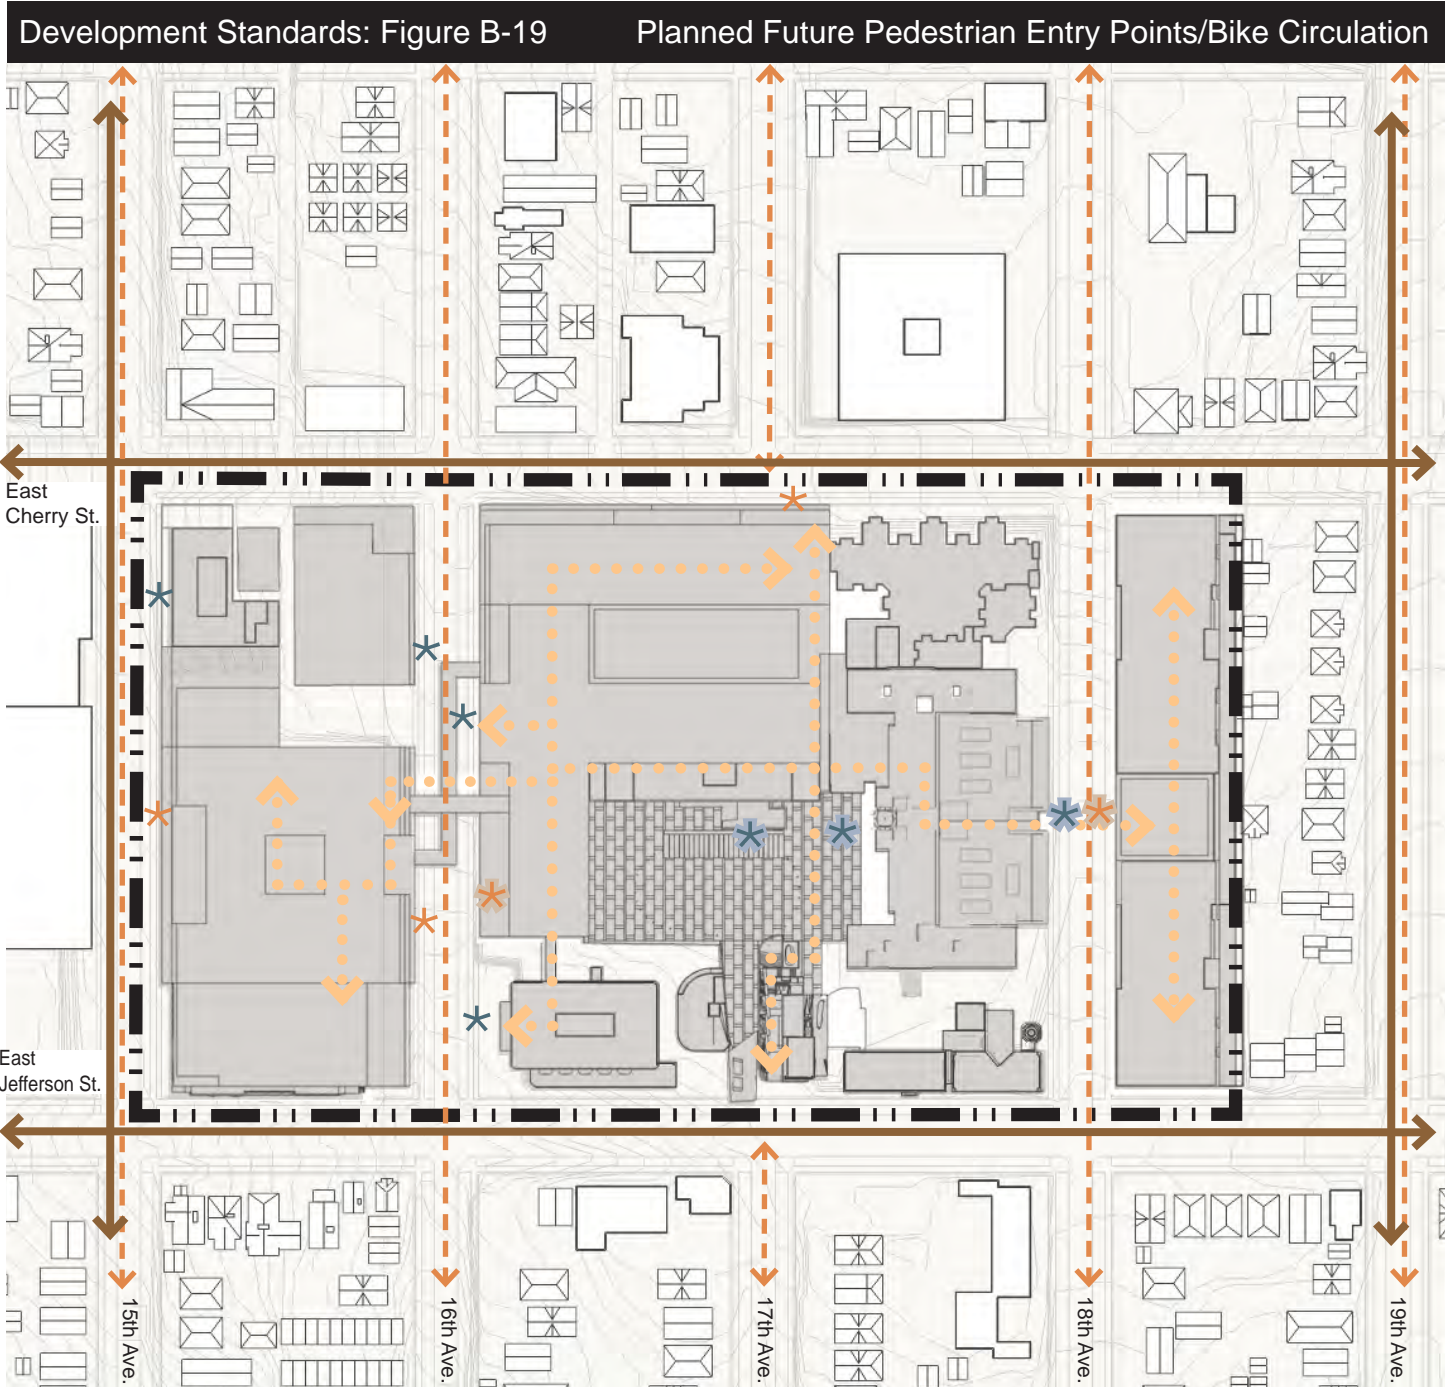 Development Standards: Figure B-19
Planned Future Pedestrian Entry Points/Bike Circulation
East
Cherry St.
East
Jefferson St.
15th Ave.
16th Ave.
17th Ave.
18th Ave.
19th Ave.